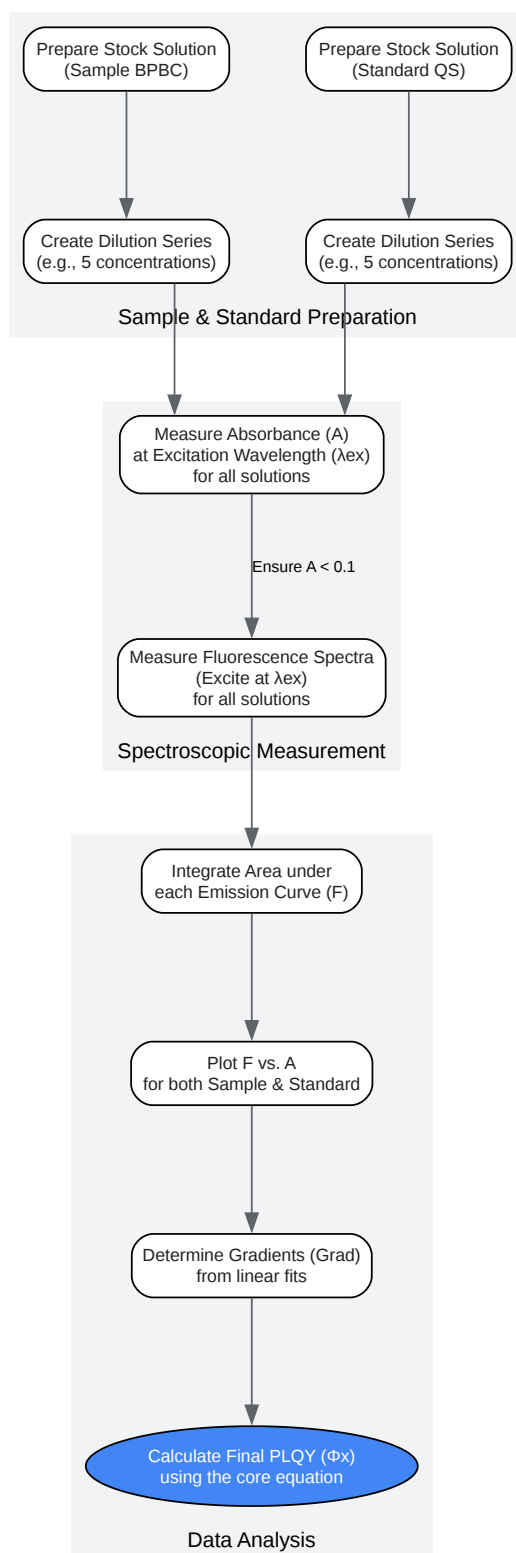 Prepare Stock Solution
(Sample BPBC)
Prepare Stock Solution
(Standard QS)
Create Dilution Series
(e.g., 5 concentrations)
Create Dilution Series
(e.g., 5 concentrations)
Sample & Standard Preparation
Measure Absorbance (A)
at Excitation Wavelength (λex)
for all solutions
Ensure A < 0.1
Measure Fluorescence Spectra
(Excite at λex)
for all solutions
Spectroscopic Measurement
Integrate Area under
each Emission Curve (F)
Plot F vs. A
for both Sample & Standard
Determine Gradients (Grad)
from linear fits
Calculate Final PLQY (Φx)
using the core equation
Data Analysis